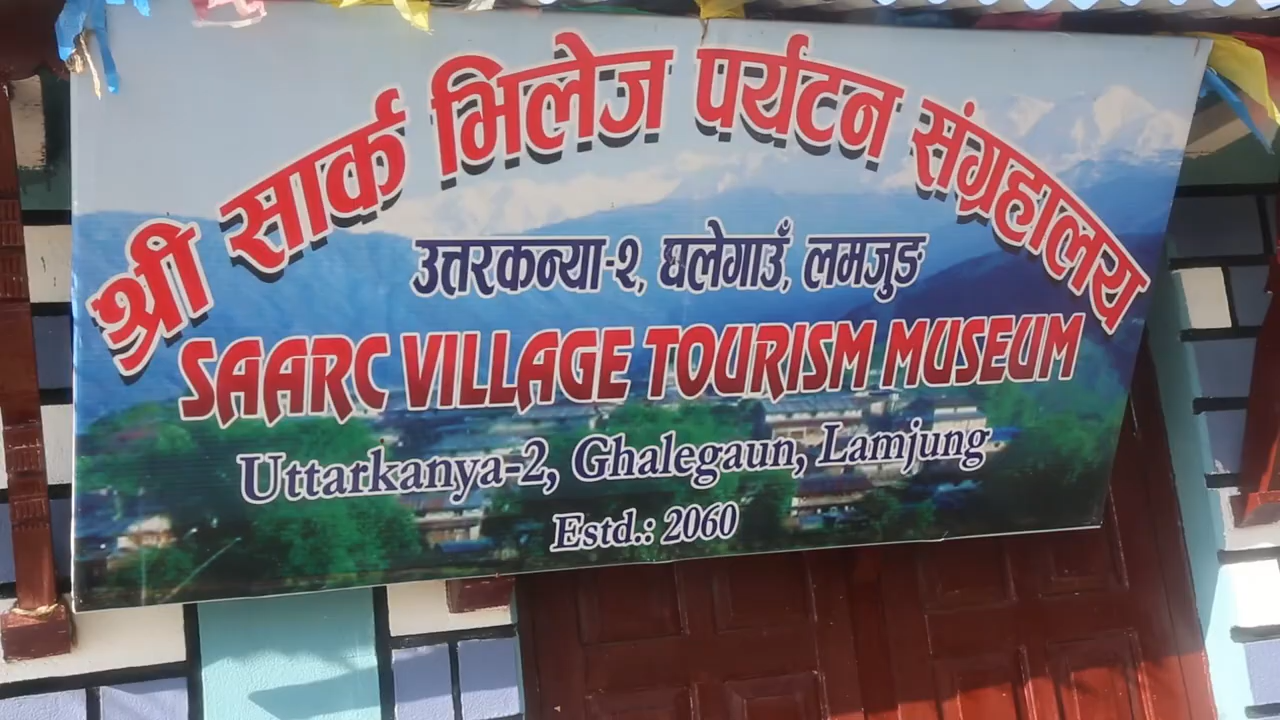 श्री सार्क भिलेज पर्यटन संग्रहालय
उत्तरकन्या-२, घलेगाउँ, लमजुङ
SAARC VILLAGE TOURISM MUSEUM
Uttarkanya-2, Ghalegaun, Lamjung
Estd.: 2060